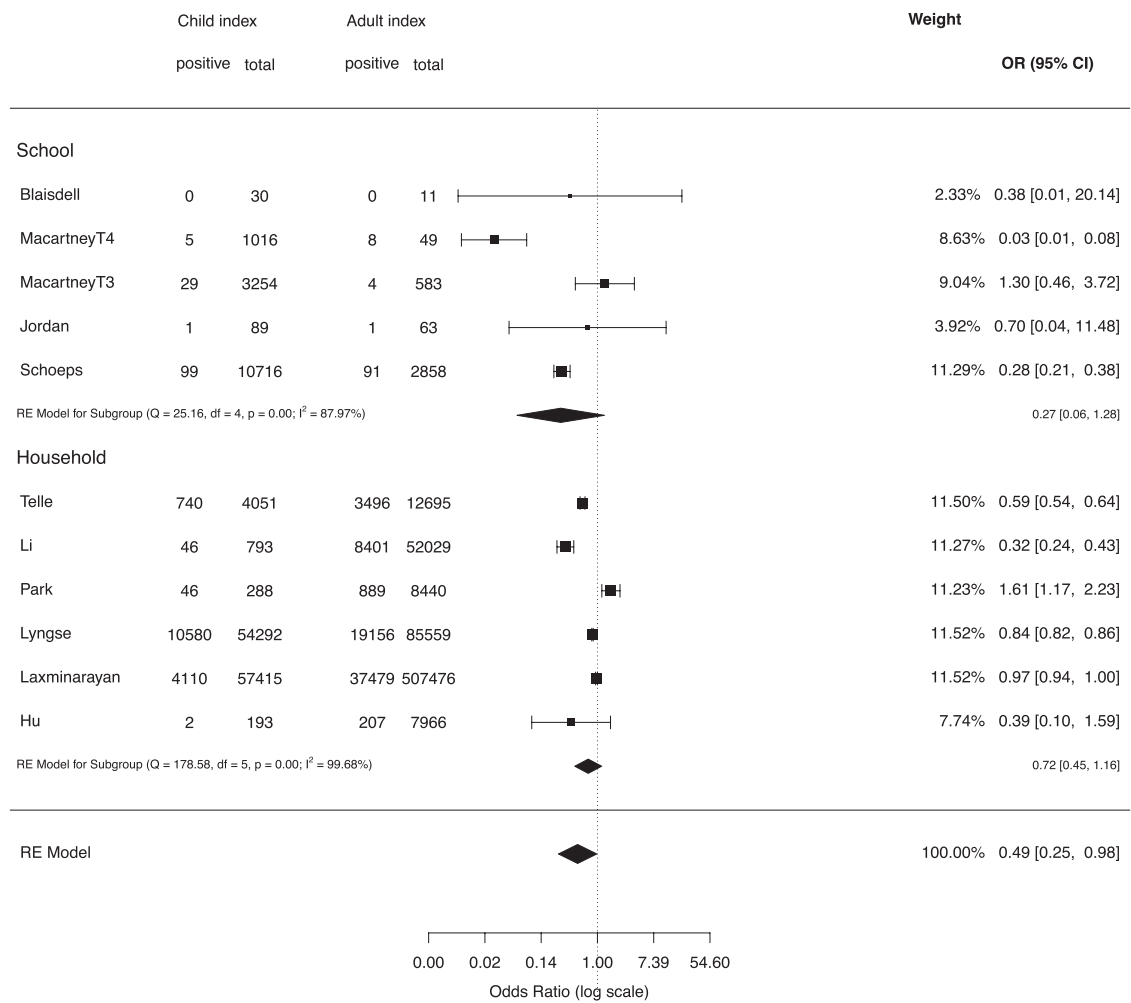 Child index Adult index Weight
positive total positive total OR (95% CI)
School
Blaisdell 0 30 0 11 2.33% 0.38 [0.01, 20.14]
MacartneyT4 5 1016 8 49 8.63% 0.03 [0.01, 0.08]
MacartneyT3 29 3254 4 583 9.04% 1.30 [0.46, 3.72]
Jordan 1 89 1 63 3.92% 0.70 [0.04, 11.48]
Schoeps 99 10716 91 2858 11.29% 0.28 [0.21, 0.38]
RE Model for Subgroup (Q = 25.16, df = 4, p = 0.00; I² = 87.97%) 0.27 [0.06, 1.28]
Household
Telle 740 4051 3496 12695 11.50% 0.59 [0.54, 0.64]
Li 46 793 8401 52029 11.27% 0.32 [0.24, 0.43]
Park 46 288 889 8440 11.23% 1.61 [1.17, 2.23]
Lyngse 10580 54292 19156 85559 11.52% 0.84 [0.82, 0.86]
Laxminarayan 4110 57415 37479 507476 11.52% 0.97 [0.94, 1.00]
Hu 2 193 207 7966 7.74% 0.39 [0.10, 1.59]
RE Model for Subgroup (Q = 178.58, df = 5, p = 0.00; I² = 99.68%) 0.72 [0.45, 1.16]
RE Model 100.00% 0.49 [0.25, 0.98]
0.00 0.02 0.14 1.00 7.39 54.60
Odds Ratio (log scale)